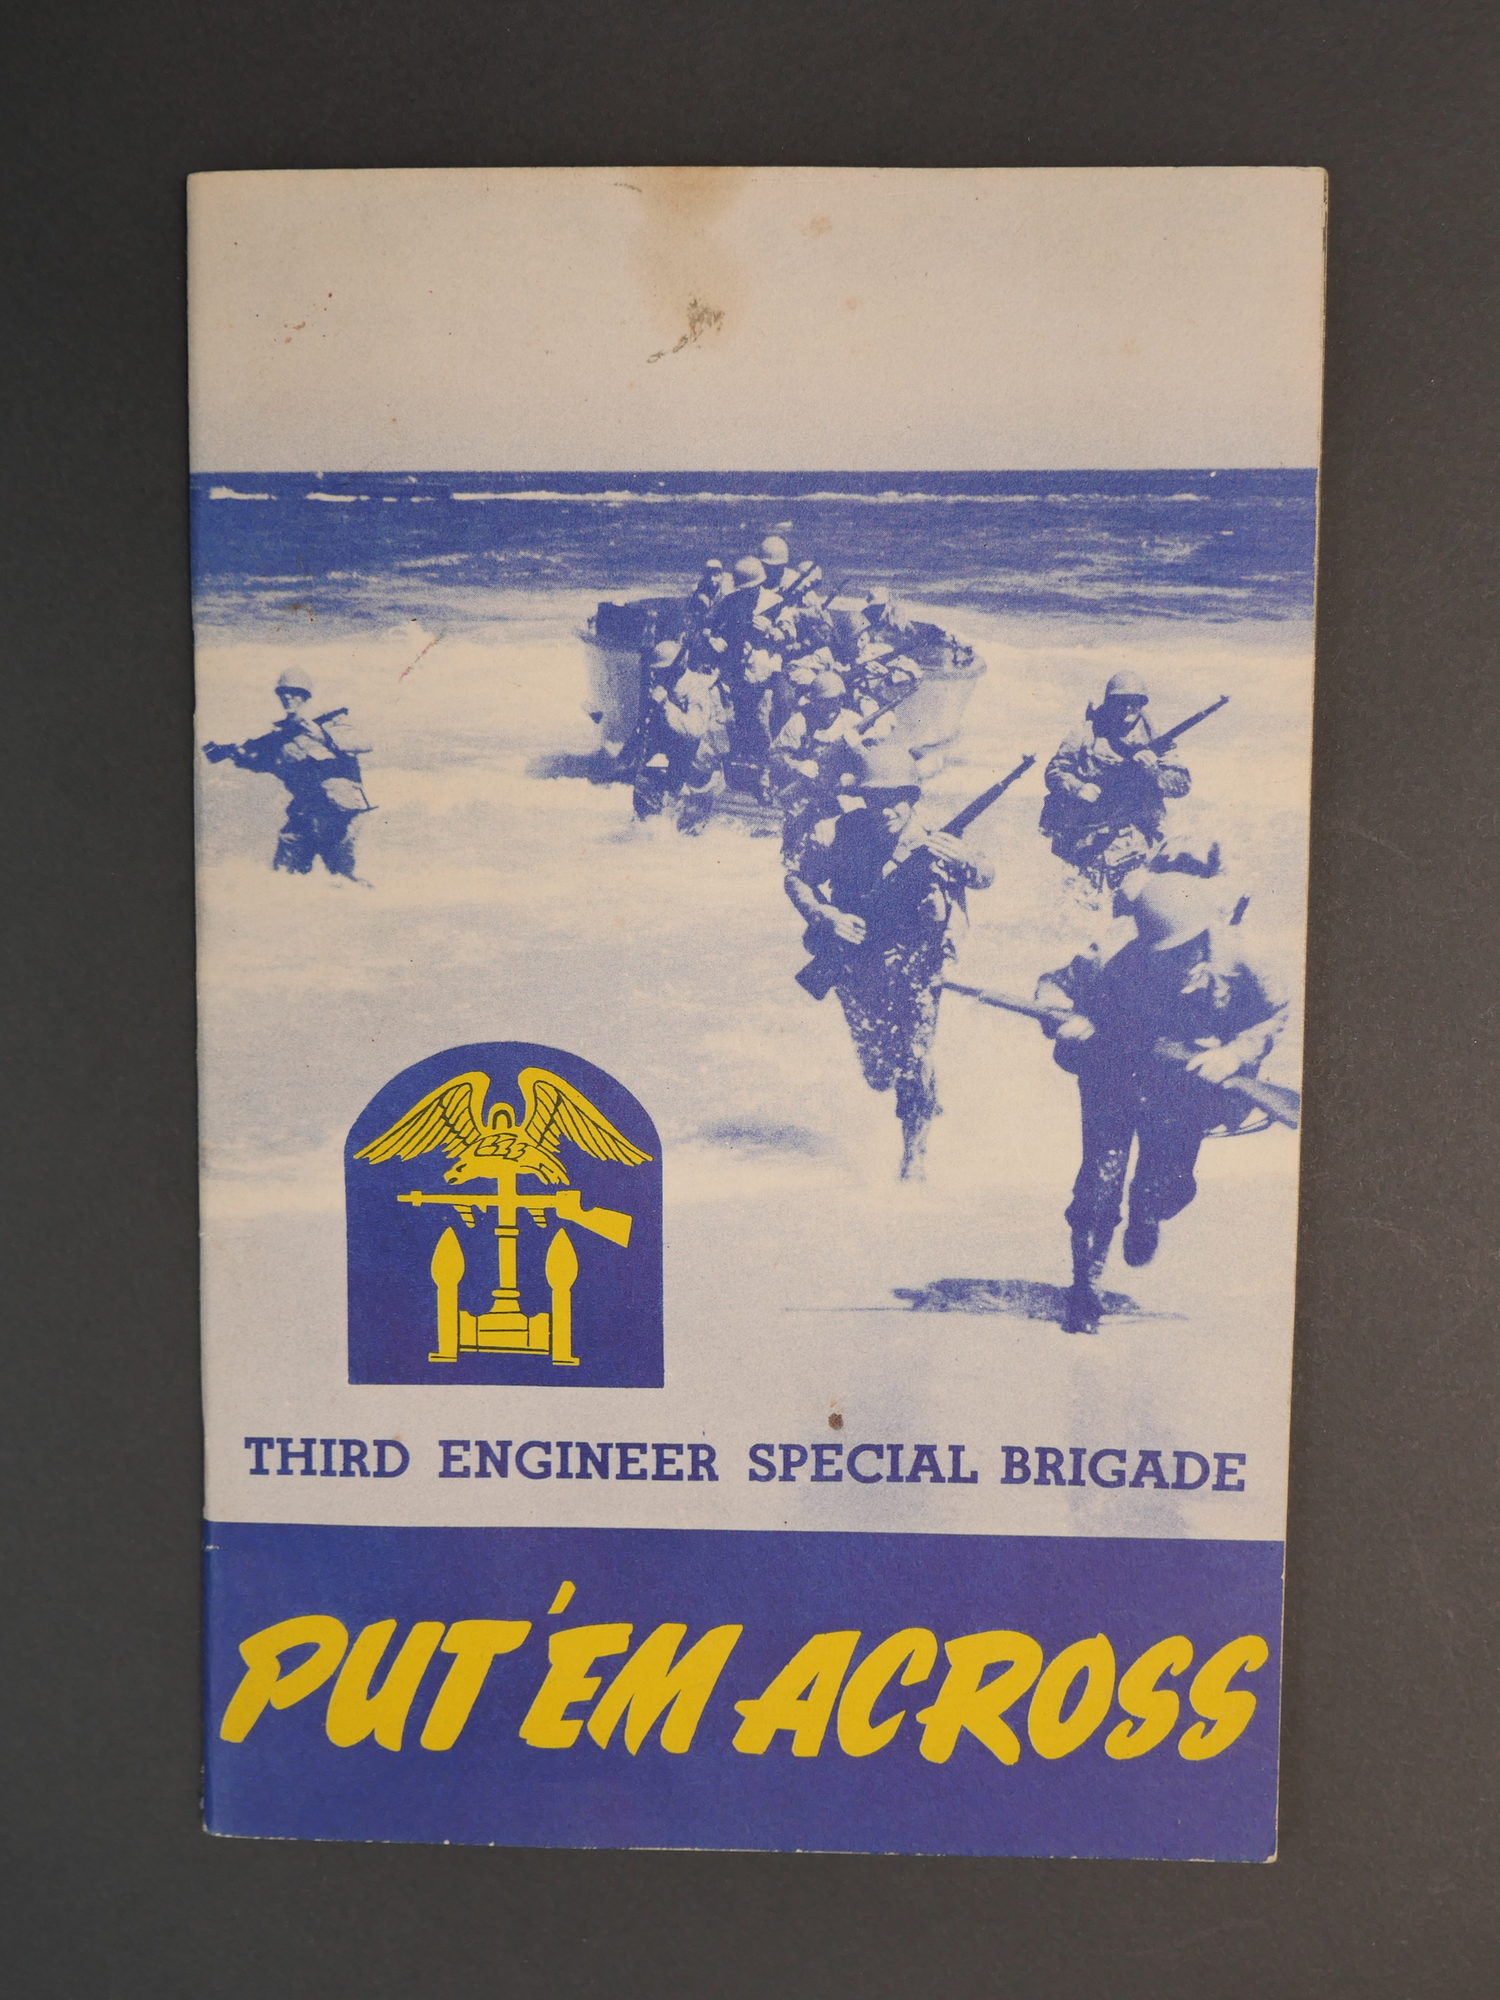 THIRD ENGINEER SPECIAL BRIGADE
PUT 'EM ACROSS